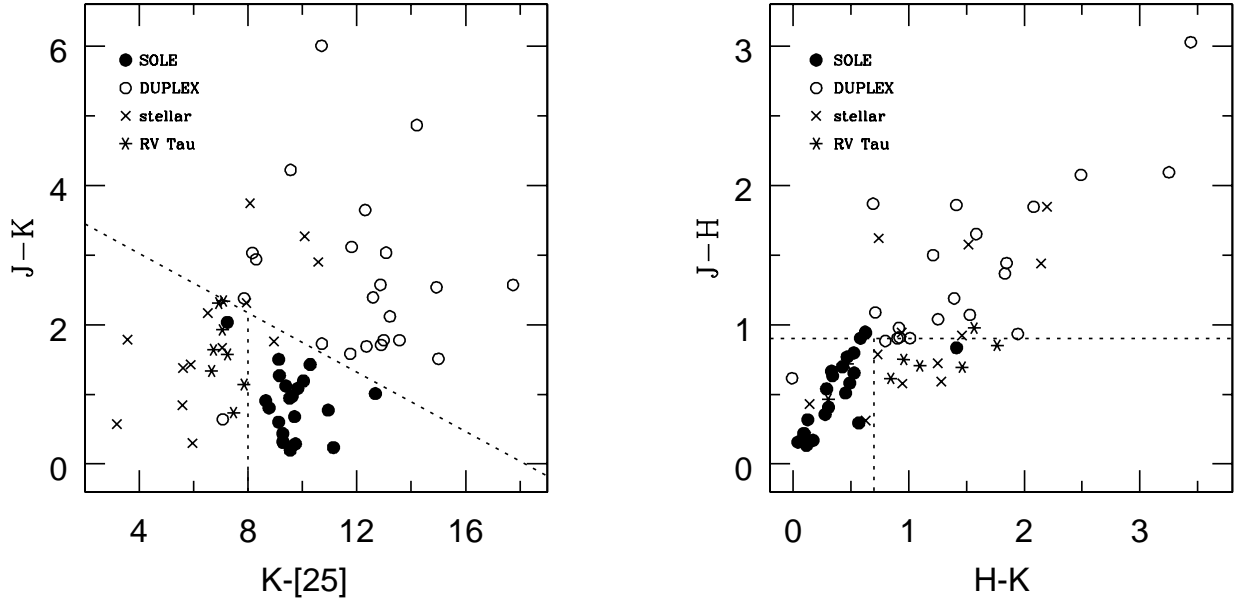 6
4
2
0
J−K
SOLE
DUPLEX
stellar
RV Tau
4
8
12
16
K-[25]
3
2
1
0
J−H
SOLE
DUPLEX
stellar
RV Tau
0
1
2
3
H-K